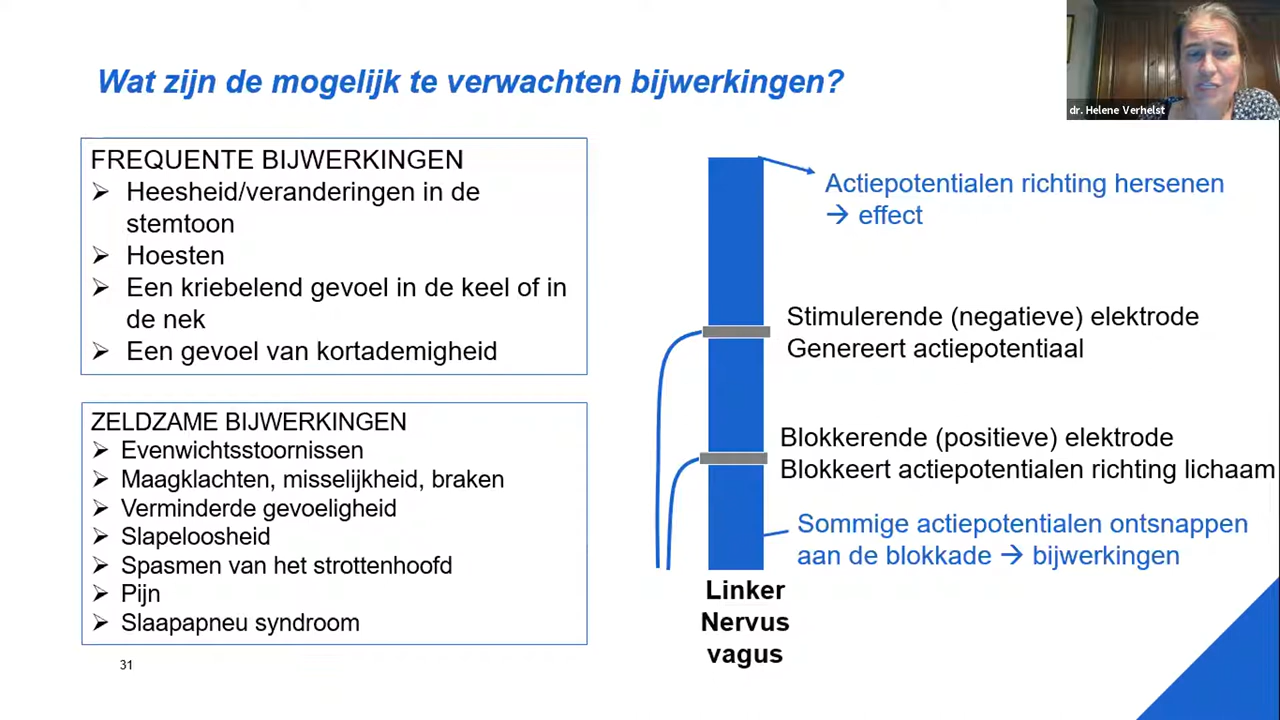 Wat zijn de mogelijk te verwachten bijwerkingen?
dr. Helene Verhelst
FREQUENTE BIJWERKINGEN
➢ Heesheid/veranderingen in de
stemtoon
➢ Hoesten
➢ Een kriebelend gevoel in de keel of in
de nek
➢ Een gevoel van kortademigheid
ZELDZAME BIJWERKINGEN
➢ Evenwichtsstoornissen
➢ Maagklachten, misselijkheid, braken
➢ Verminderde gevoeligheid
➢ Slapeloosheid
➢ Spasmen van het strottenhoofd
➢ Pijn
➢ Slaapapneu syndroom
Actiepotentialen richting hersenen
→ effect
Stimulerende (negatieve) elektrode
Genereert actiepotentiaal
Blokkerende (positieve) elektrode
Blokkeert actiepotentialen richting lichaam
Sommige actiepotentialen ontsnappen
aan de blokkade → bijwerkingen
Linker
Nervus
vagus
31